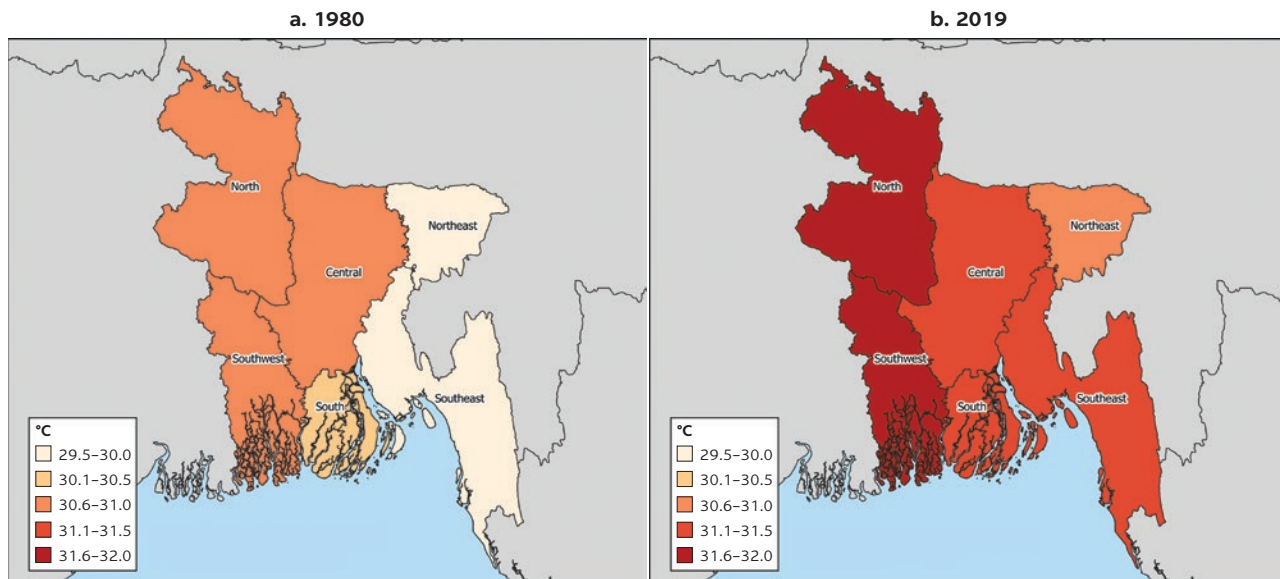 a. 1980
North
Northeast
Central
Southwest
South
Southeast
°C
29.5–30.0
30.1–30.5
30.6–31.0
31.1–31.5
31.6–32.0
b. 2019
North
Northeast
Central
Southwest
South
Southeast
°C
29.5–30.0
30.1–30.5
30.6–31.0
31.1–31.5
31.6–32.0